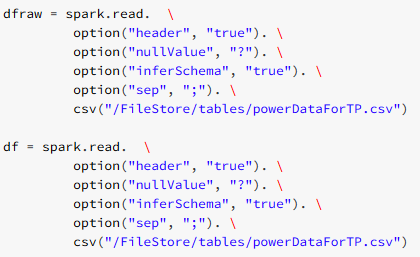 dfraw = spark.read. \
option("header", "true"). \
option("nullValue", "?"). \
option("inferSchema", "true"). \
option("sep", ";"). \
csv("/FileStore/tables/powerDataForTP.csv")
df = spark.read. \
option("header", "true"). \
option("nullValue", "?"). \
option("inferSchema", "true"). \
option("sep", ";"). \
csv("/FileStore/tables/powerDataForTP.csv")